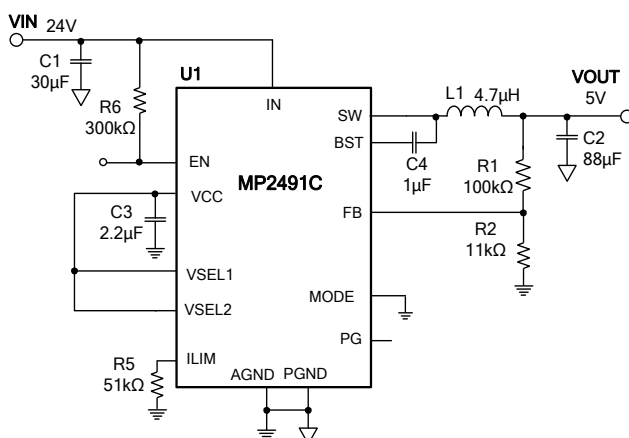 VIN 24V
C1
30µF
R6
300kΩ
U1
IN
EN
VCC
C3
2.2µF
VSEL1
VSEL2
ILIM
R5
51kΩ
AGND PGND
MP2491C
SW
BST
FB
MODE
PG
L1 4.7µH
C4
1µF
VOUT
5V
C2
88µF
R1
100kΩ
R2
11kΩ